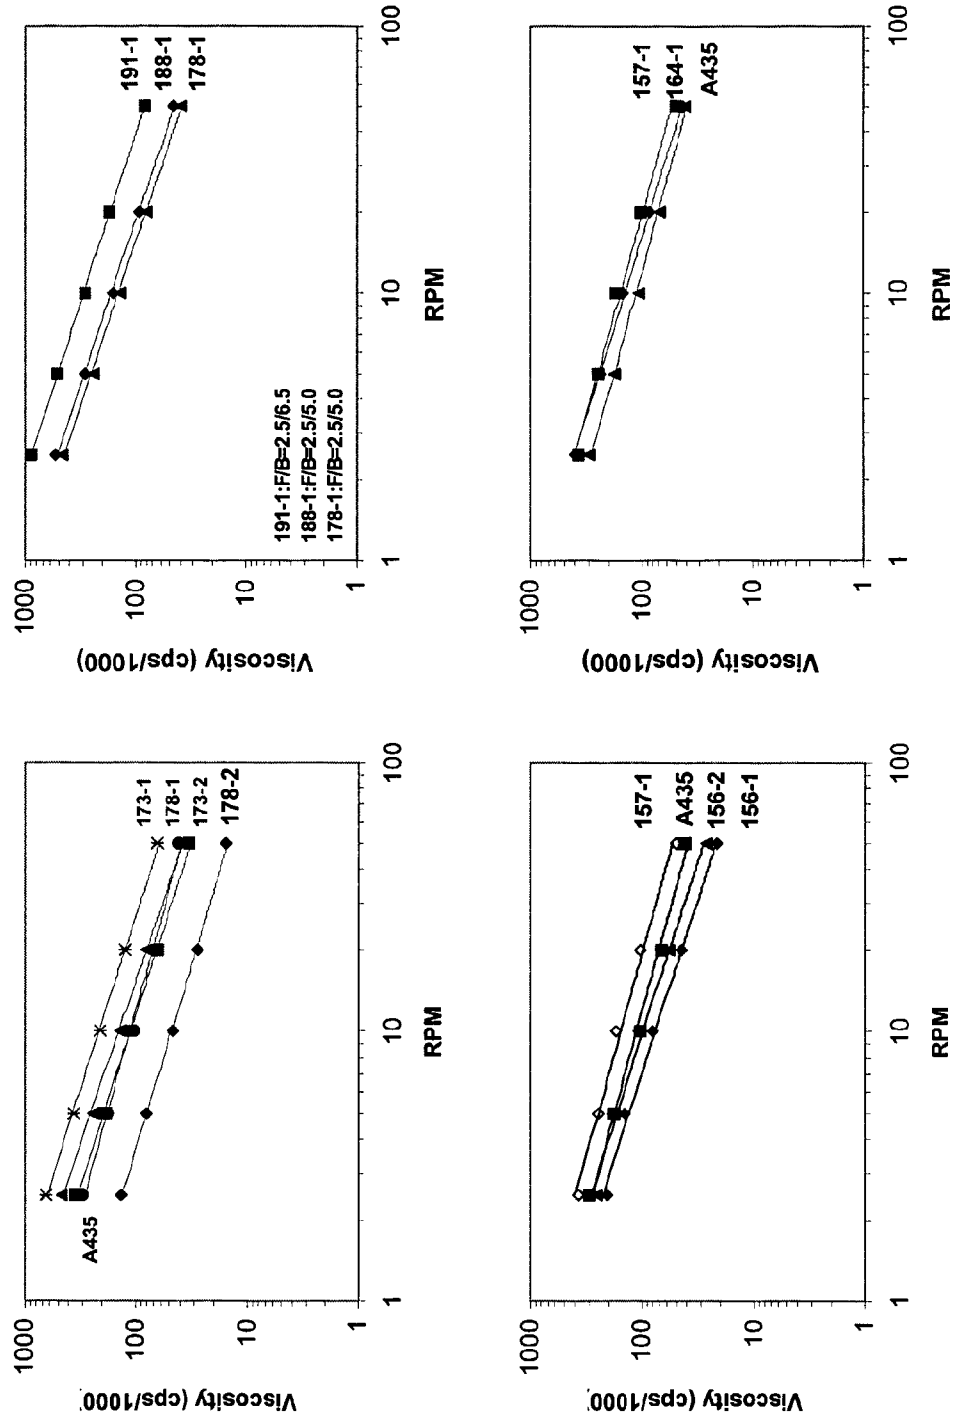 1000
100
10
1
Viscosity (cps/1000)
1
10
100
RPM
A435
173-1
178-1
173-2
178-2
1000
100
10
1
Viscosity (cps/1000)
1
10
100
RPM
191-1
188-1
178-1
191-1:F/B=2.5/6.5
188-1:F/B=2.5/5.0
178-1:F/B=2.5/5.0
1000
100
10
1
Viscosity (cps/1000)
1
10
100
RPM
157-1
A435
156-2
156-1
1000
100
10
1
Viscosity (cps/1000)
1
10
100
RPM
157-1
164-1
A435